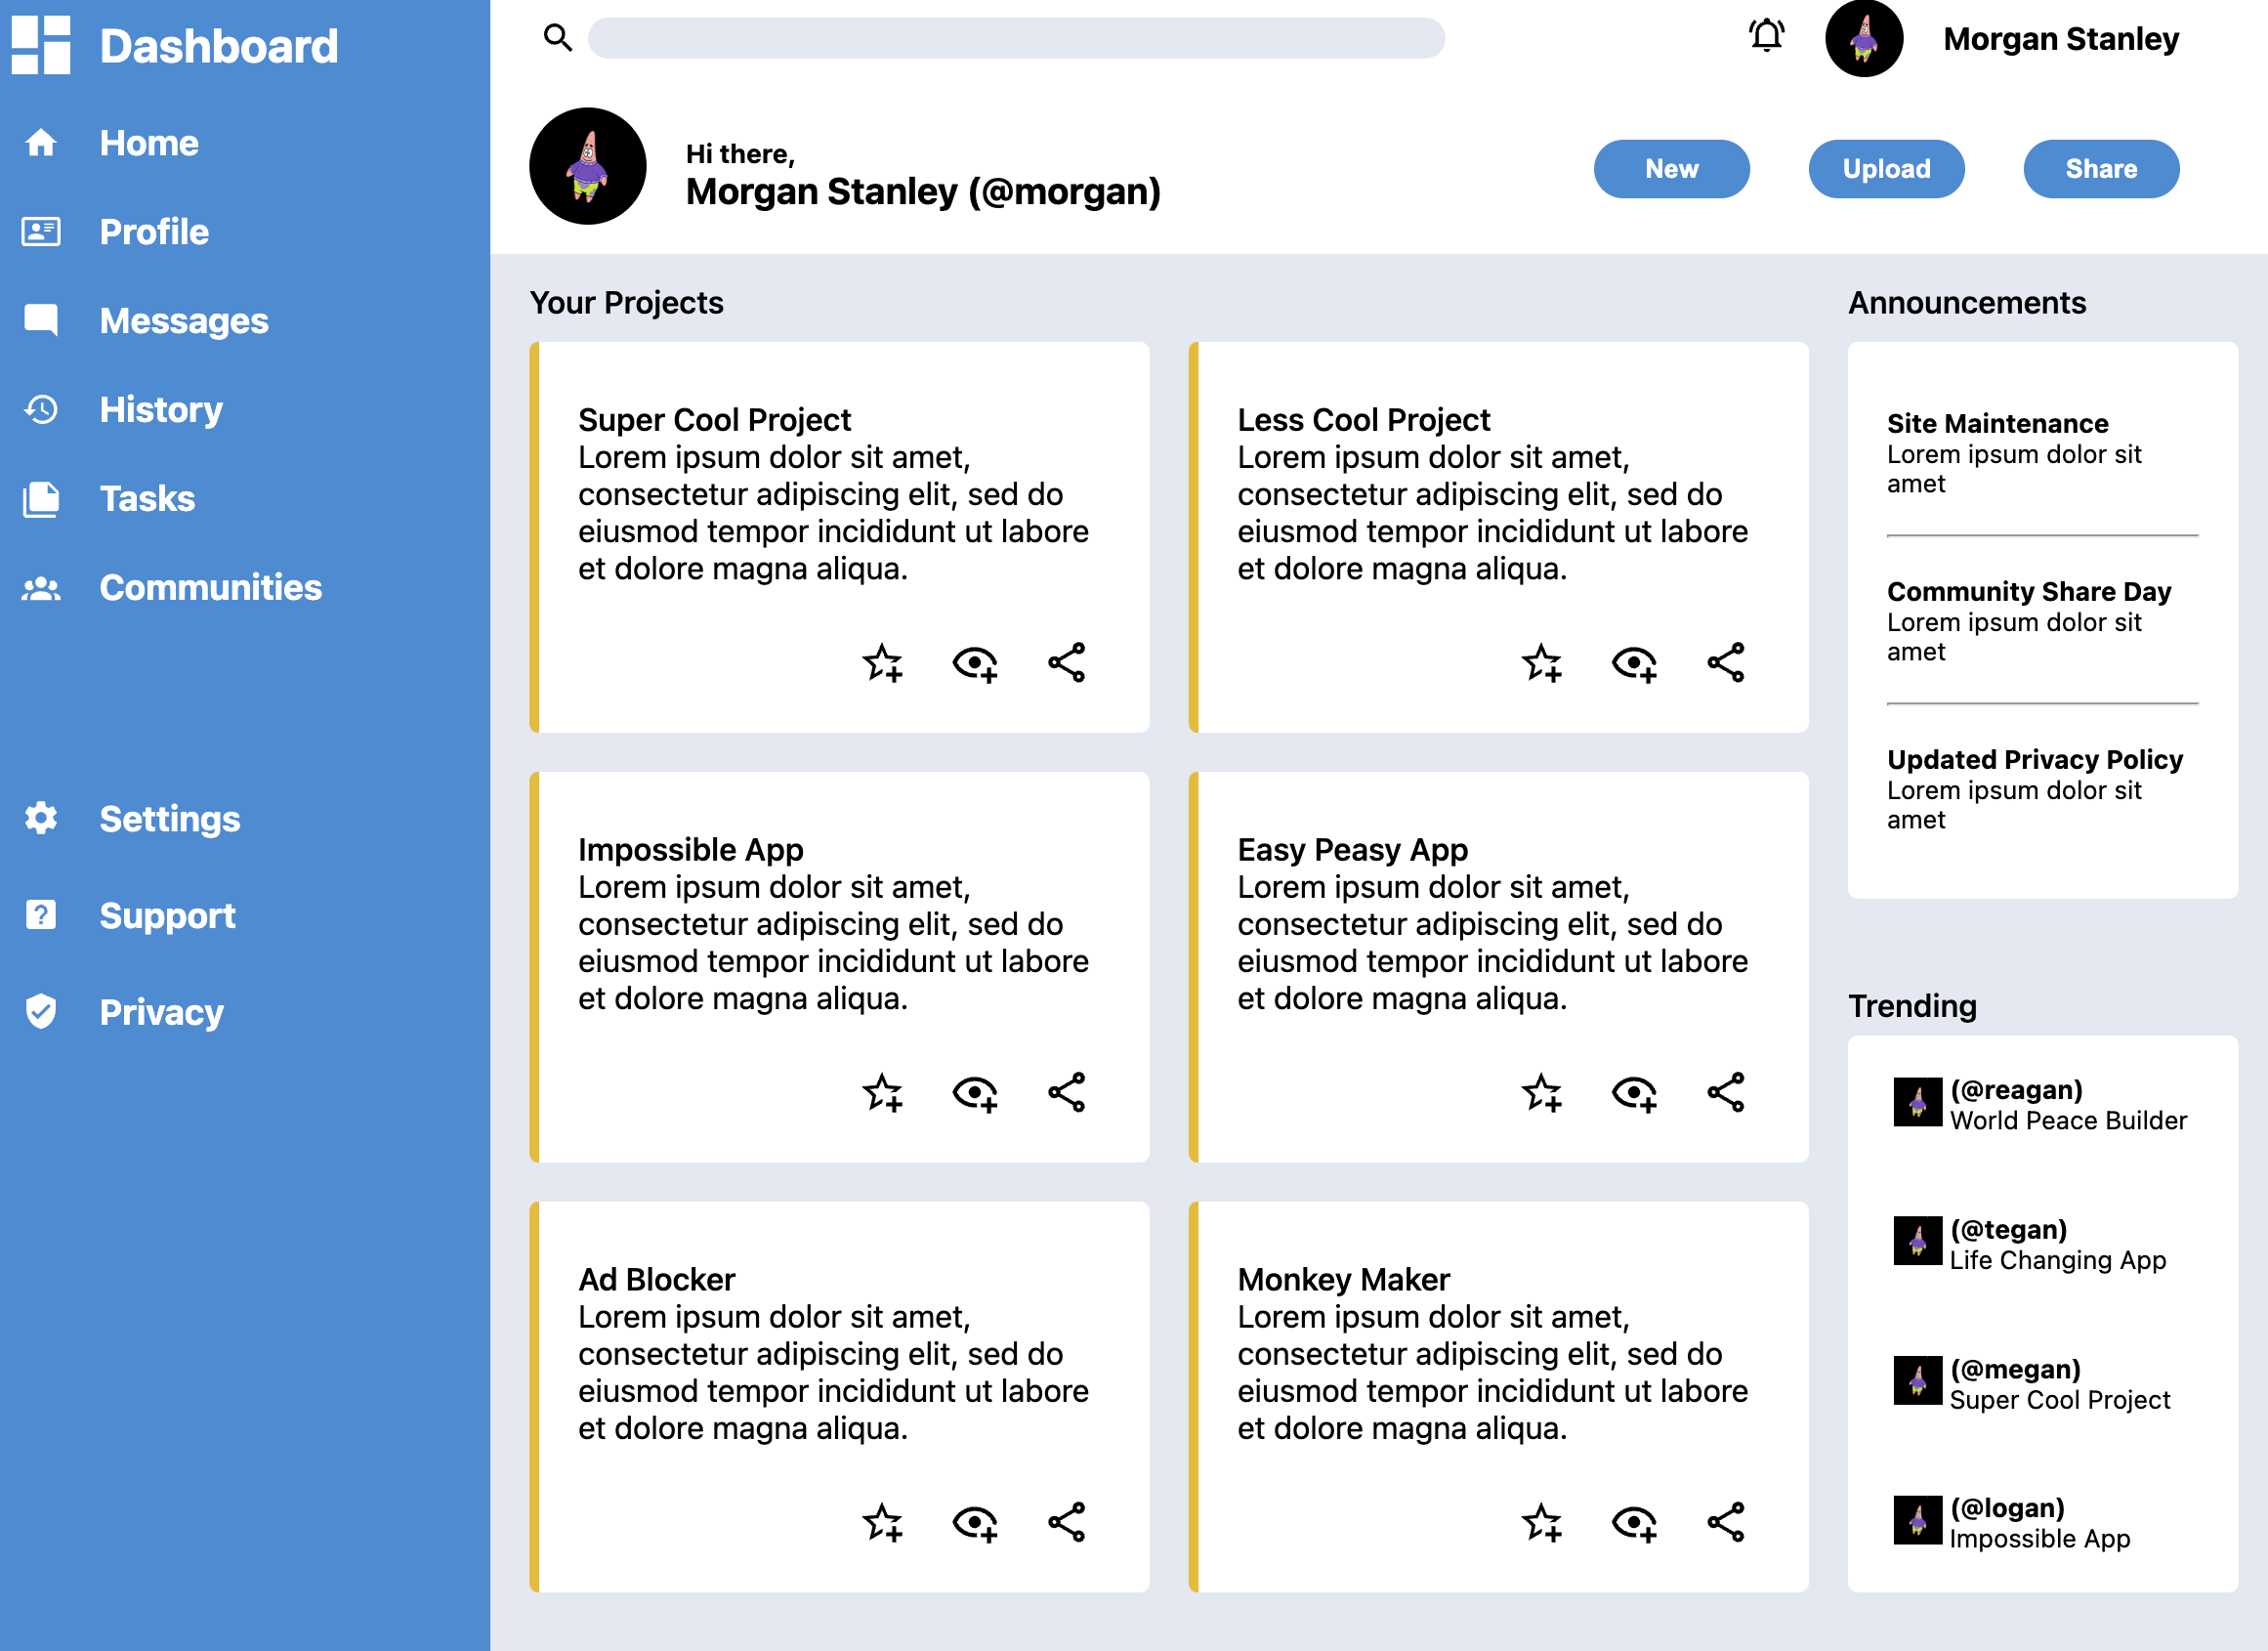 Dashboard
Home
Profile
Messages
History
Tasks
Communities
Settings
Support
Privacy
Morgan Stanley
Hi there,
Morgan Stanley (@morgan)
New
Upload
Share
Your Projects
Super Cool Project
Lorem ipsum dolor sit amet,
consectetur adipiscing elit, sed do
eiusmod tempor incididunt ut labore
et dolore magna aliqua.
Less Cool Project
Lorem ipsum dolor sit amet,
consectetur adipiscing elit, sed do
eiusmod tempor incididunt ut labore
et dolore magna aliqua.
Impossible App
Lorem ipsum dolor sit amet,
consectetur adipiscing elit, sed do
eiusmod tempor incididunt ut labore
et dolore magna aliqua.
Easy Peasy App
Lorem ipsum dolor sit amet,
consectetur adipiscing elit, sed do
eiusmod tempor incididunt ut labore
et dolore magna aliqua.
Ad Blocker
Lorem ipsum dolor sit amet,
consectetur adipiscing elit, sed do
eiusmod tempor incididunt ut labore
et dolore magna aliqua.
Monkey Maker
Lorem ipsum dolor sit amet,
consectetur adipiscing elit, sed do
eiusmod tempor incididunt ut labore
et dolore magna aliqua.
Announcements
Site Maintenance
Lorem ipsum dolor sit
amet
Community Share Day
Lorem ipsum dolor sit
amet
Updated Privacy Policy
Lorem ipsum dolor sit
amet
Trending
(@reagan)
World Peace Builder
(@tegan)
Life Changing App
(@megan)
Super Cool Project
(@logan)
Impossible App